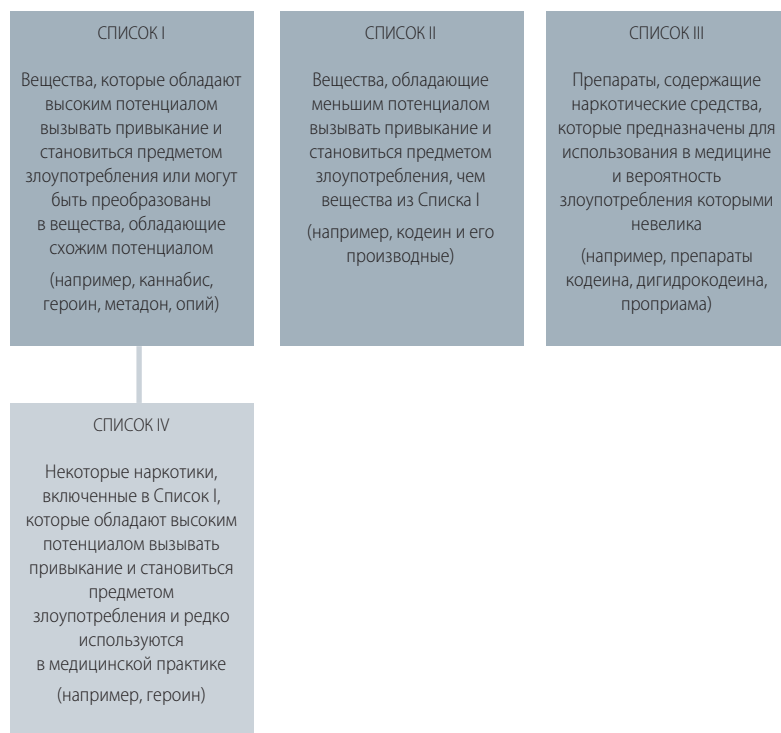 СПИСОК I
Вещества, которые обладают
высоким потенциалом
вызывать привыкание и
становиться предметом
злоупотребления или могут
быть преобразованы
в вещества, обладающие
схожим потенциалом
(например, каннабис,
героин, метадон, опий)
СПИСОК II
Вещества, обладающие
меньшим потенциалом
вызывать привыкание и
становиться предметом
злоупотребления, чем
вещества из Списка I
(например, кодеин и его
производные)
СПИСОК III
Препараты, содержащие
наркотические средства,
которые предназначены для
использования в медицине
и вероятность
злоупотребления которыми
невелика
(например, препараты
кодеина, дигидрокодеина,
проприама)
СПИСОК IV
Некоторые наркотики,
включенные в Список I,
которые обладают высоким
потенциалом вызывать
привыкание и становиться
предметом
злоупотребления и редко
используются
в медицинской практике
(например, героин)